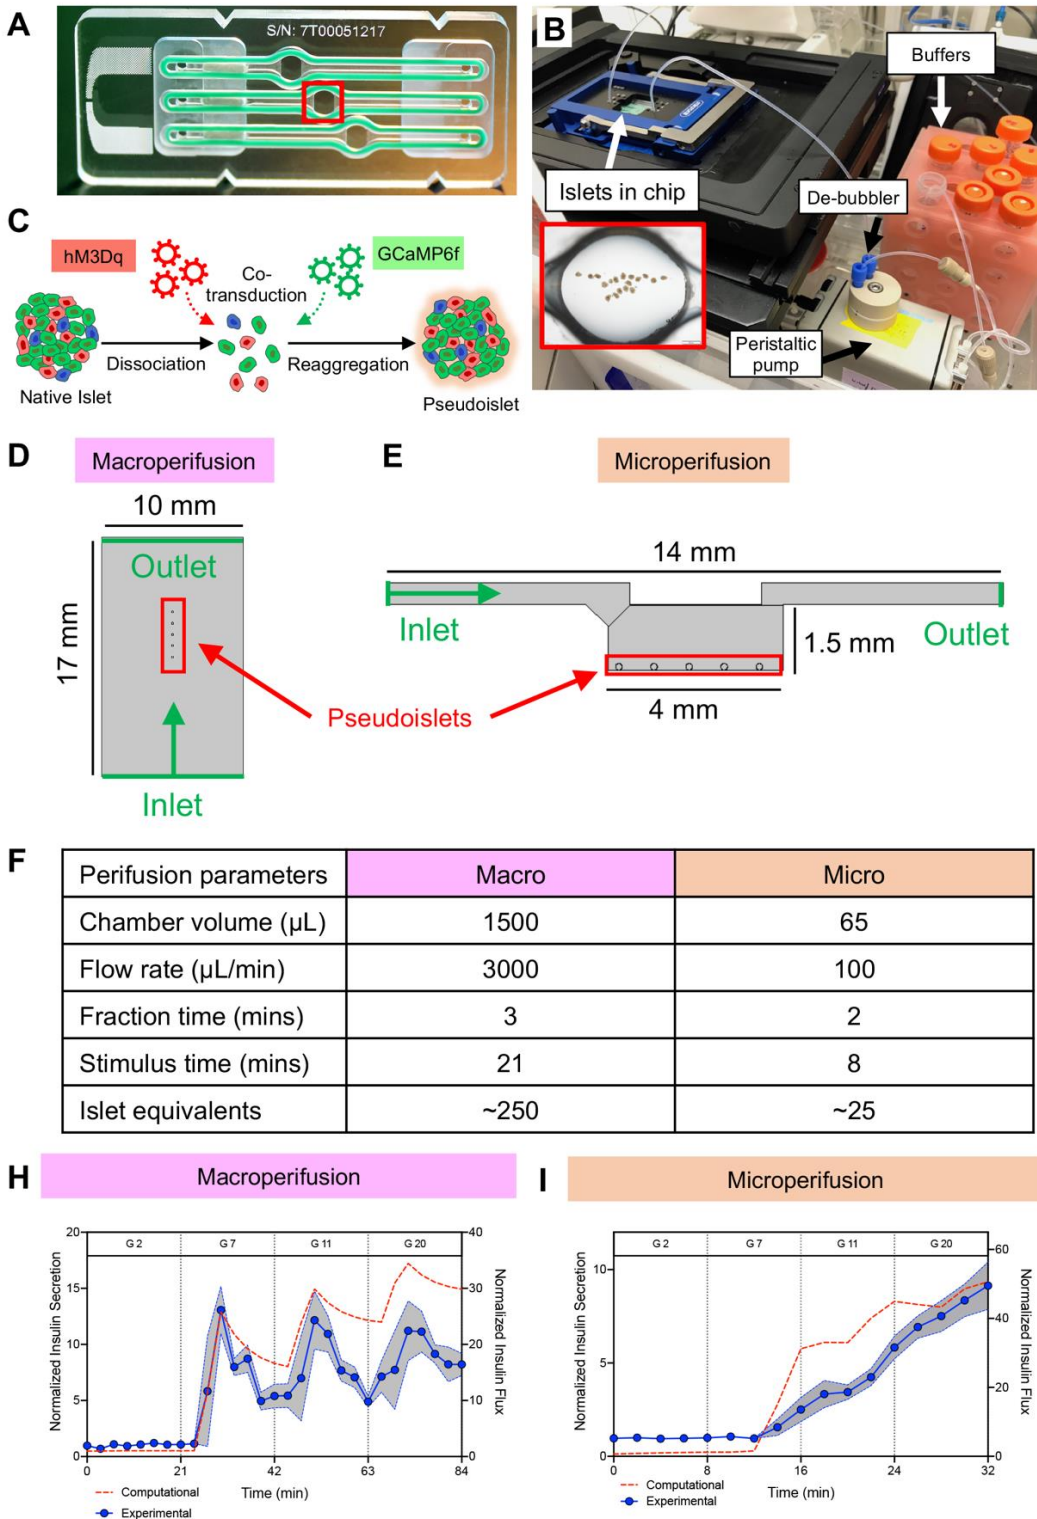 A
S/N: 7T00051217
B
Buffers
Islets in chip
De-bubbler
Peristaltic
pump
C
hM3Dq
GCaMP6f
Co-
transduction
Dissociation
Reaggregation
Native Islet
Pseudoislet
D
Macroperifusion
10 mm
Outlet
17 mm
Inlet
Pseudoislets
E
Microperifusion
14 mm
Inlet
Outlet
1.5 mm
4 mm
F
Perifusion parameters Macro Micro
Chamber volume (µL) 1500 65
Flow rate (µL/min) 3000 100
Fraction time (mins) 3 2
Stimulus time (mins) 21 8
Islet equivalents ~250 ~25
H
Macroperifusion
G 2 G 7 G 11 G 20
Normalized Insulin Secretion
20
15
10
5
0
Normalized Insulin Flux
40
30
20
10
0
0 21 42 63 84
Time (min)
Computational
Experimental
I
Microperifusion
G 2 G 7 G 11 G 20
Normalized Insulin Secretion
10
5
0
Normalized Insulin Flux
60
40
20
0
0 8 16 24 32
Time (min)
Computational
Experimental